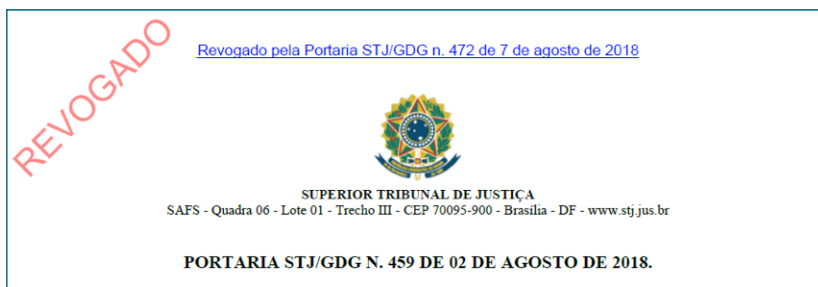 REVOGADO
Revogado pela Portaria STJ/GDG n. 472 de 7 de agosto de 2018
SUPERIOR TRIBUNAL DE JUSTIÇA
SAFS - Quadra 06 - Lote 01 - Trecho III - CEP 70095-900 - Brasília - DF - www.stj.jus.br
PORTARIA STJ/GDG N. 459 DE 02 DE AGOSTO DE 2018.